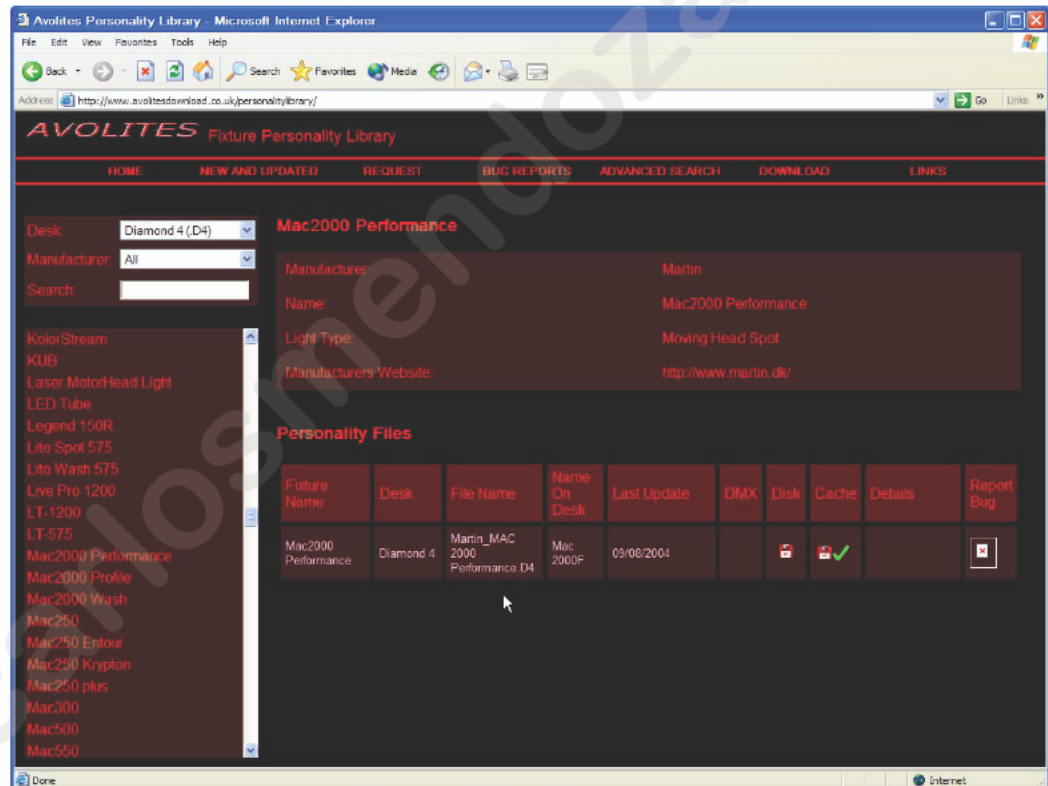 Avolites Personality Library - Microsoft Internet Explorer
File Edit View Favorites Tools Help
Back Search Favorites Media
Address http://www.avolitesdownload.co.uk/personalitylibrary/ Go Links »
AVOLITES Fixture Personality Library
HOME NEW AND UPDATED REQUEST BUG REPORTS ADVANCED SEARCH DOWNLOAD LINKS
Desk: Diamond 4 (.D4)
Manufacturer: All
Search:
KolorStream
KUB
Laser MotorHead Light
LED Tube
Legend 150R
Lito Spot 575
Lito Wash 575
Live Pro 1200
LT-1200
LT-575
Mac2000 Performance
Mac2000 Profile
Mac2000 Wash
Mac250
Mac250 Entour
Mac250 Krypton
Mac250 plus
Mac300
Mac500
Mac550
Mac2000 Performance
Manufacturer: Martin
Name: Mac2000 Performance
Light Type: Moving Head Spot
Manufacturers Website: http://www.martin.dk/
Personality Files
Fixture Name Desk File Name Name On Desk Last Update DMX Disk Cache Details Report Bug
Mac2000 Performance Diamond 4 Martin_MAC 2000 Performance.D4 Mac 2000F 09/08/2004
Done Internet
carlosmendoza